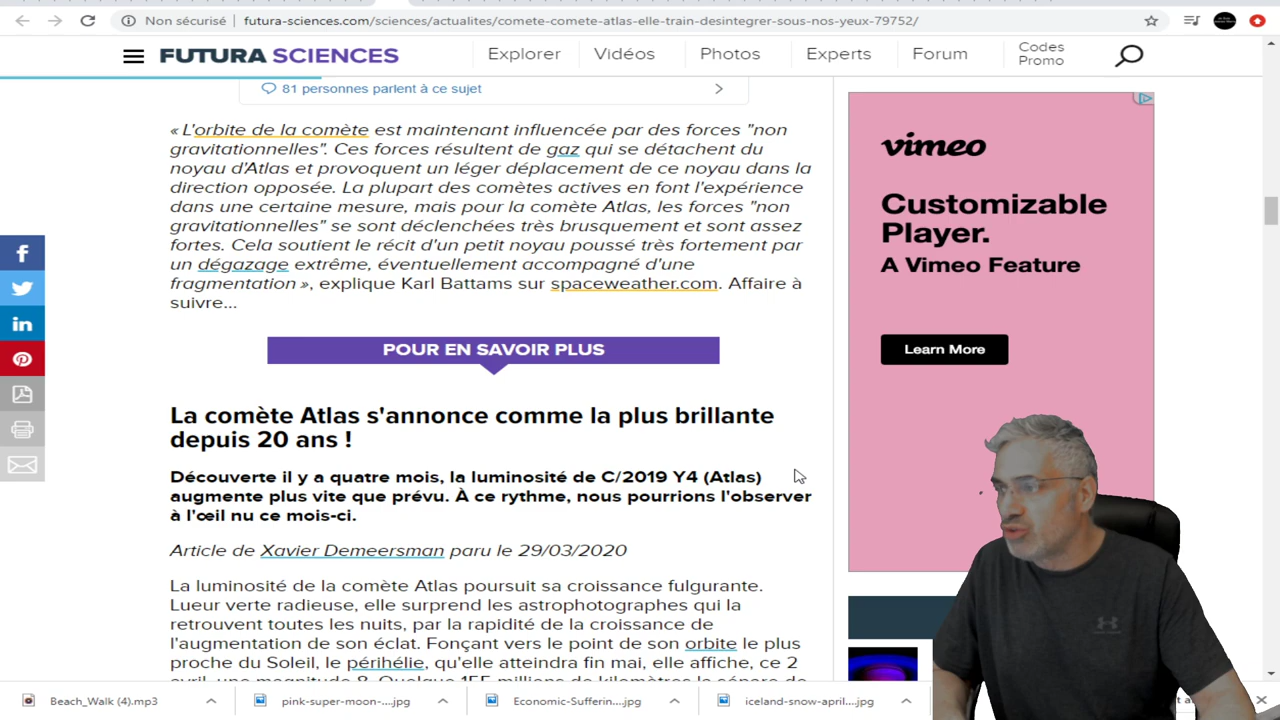 Non sécurisé | futura-sciences.com/sciences/actualites/comete-comete-atlas-elle-train-desintegrer-sous-nos-yeux-79752/
FUTURA SCIENCES
Explorer
Vidéos
Photos
Experts
Forum
Codes
Promo
81 personnes parlent à ce sujet
« L'orbite de la comète est maintenant influencée par des forces "non
gravitationnelles". Ces forces résultent de gaz qui se détachent du
noyau d'Atlas et provoquent un léger déplacement de ce noyau dans la
direction opposée. La plupart des comètes actives en font l'expérience
dans une certaine mesure, mais pour la comète Atlas, les forces "non
gravitationnelles" se sont déclenchées très brusquement et sont assez
fortes. Cela soutient le récit d'un petit noyau poussé très fortement par
un dégazage extrême, éventuellement accompagné d'une
fragmentation », explique Karl Battams sur spaceweather.com. Affaire à
suivre...
POUR EN SAVOIR PLUS
La comète Atlas s'annonce comme la plus brillante
depuis 20 ans !
Découverte il y a quatre mois, la luminosité de C/2019 Y4 (Atlas)
augmente plus vite que prévu. À ce rythme, nous pourrions l'observer
à l'œil nu ce mois-ci.
Article de Xavier Demeersman paru le 29/03/2020
La luminosité de la comète Atlas poursuit sa croissance fulgurante.
Lueur verte radieuse, elle surprend les astrophotographes qui la
retrouvent toutes les nuits, par la rapidité de la croissance de
l'augmentation de son éclat. Fonçant vers le point de son orbite le plus
proche du Soleil, le périhélie, qu'elle atteindra fin mai, elle affiche, ce 2
avril, une magnitude 8. Quelque 155 millions de kilomètres la sépare de
vimeo
Customizable
Player.
A Vimeo Feature
Learn More
Beach_Walk (4).mp3
pink-super-moon-....jpg
Economic-Sufferin....jpg
iceland-snow-april....jpg